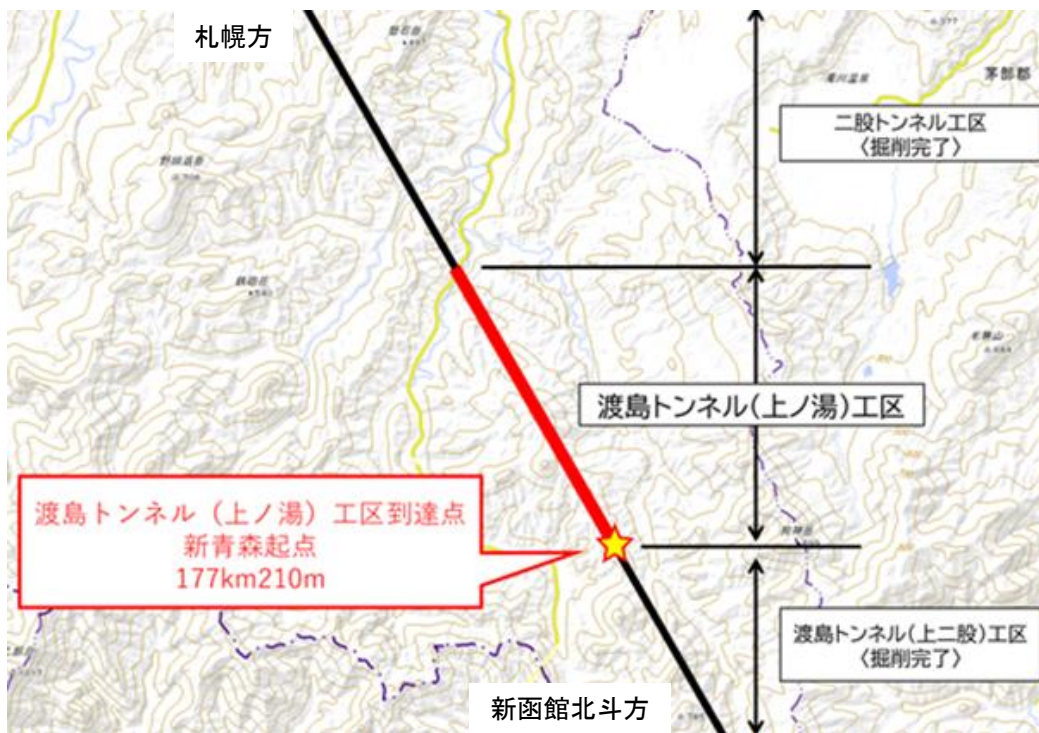 札幌方
茅部郡
二股トンネル工区
〈掘削完了〉
渡島トンネル(上ノ湯)工区
渡島トンネル（上ノ湯）工区到達点
新青森起点
177km210m
渡島トンネル(上二股)工区
〈掘削完了〉
新函館北斗方